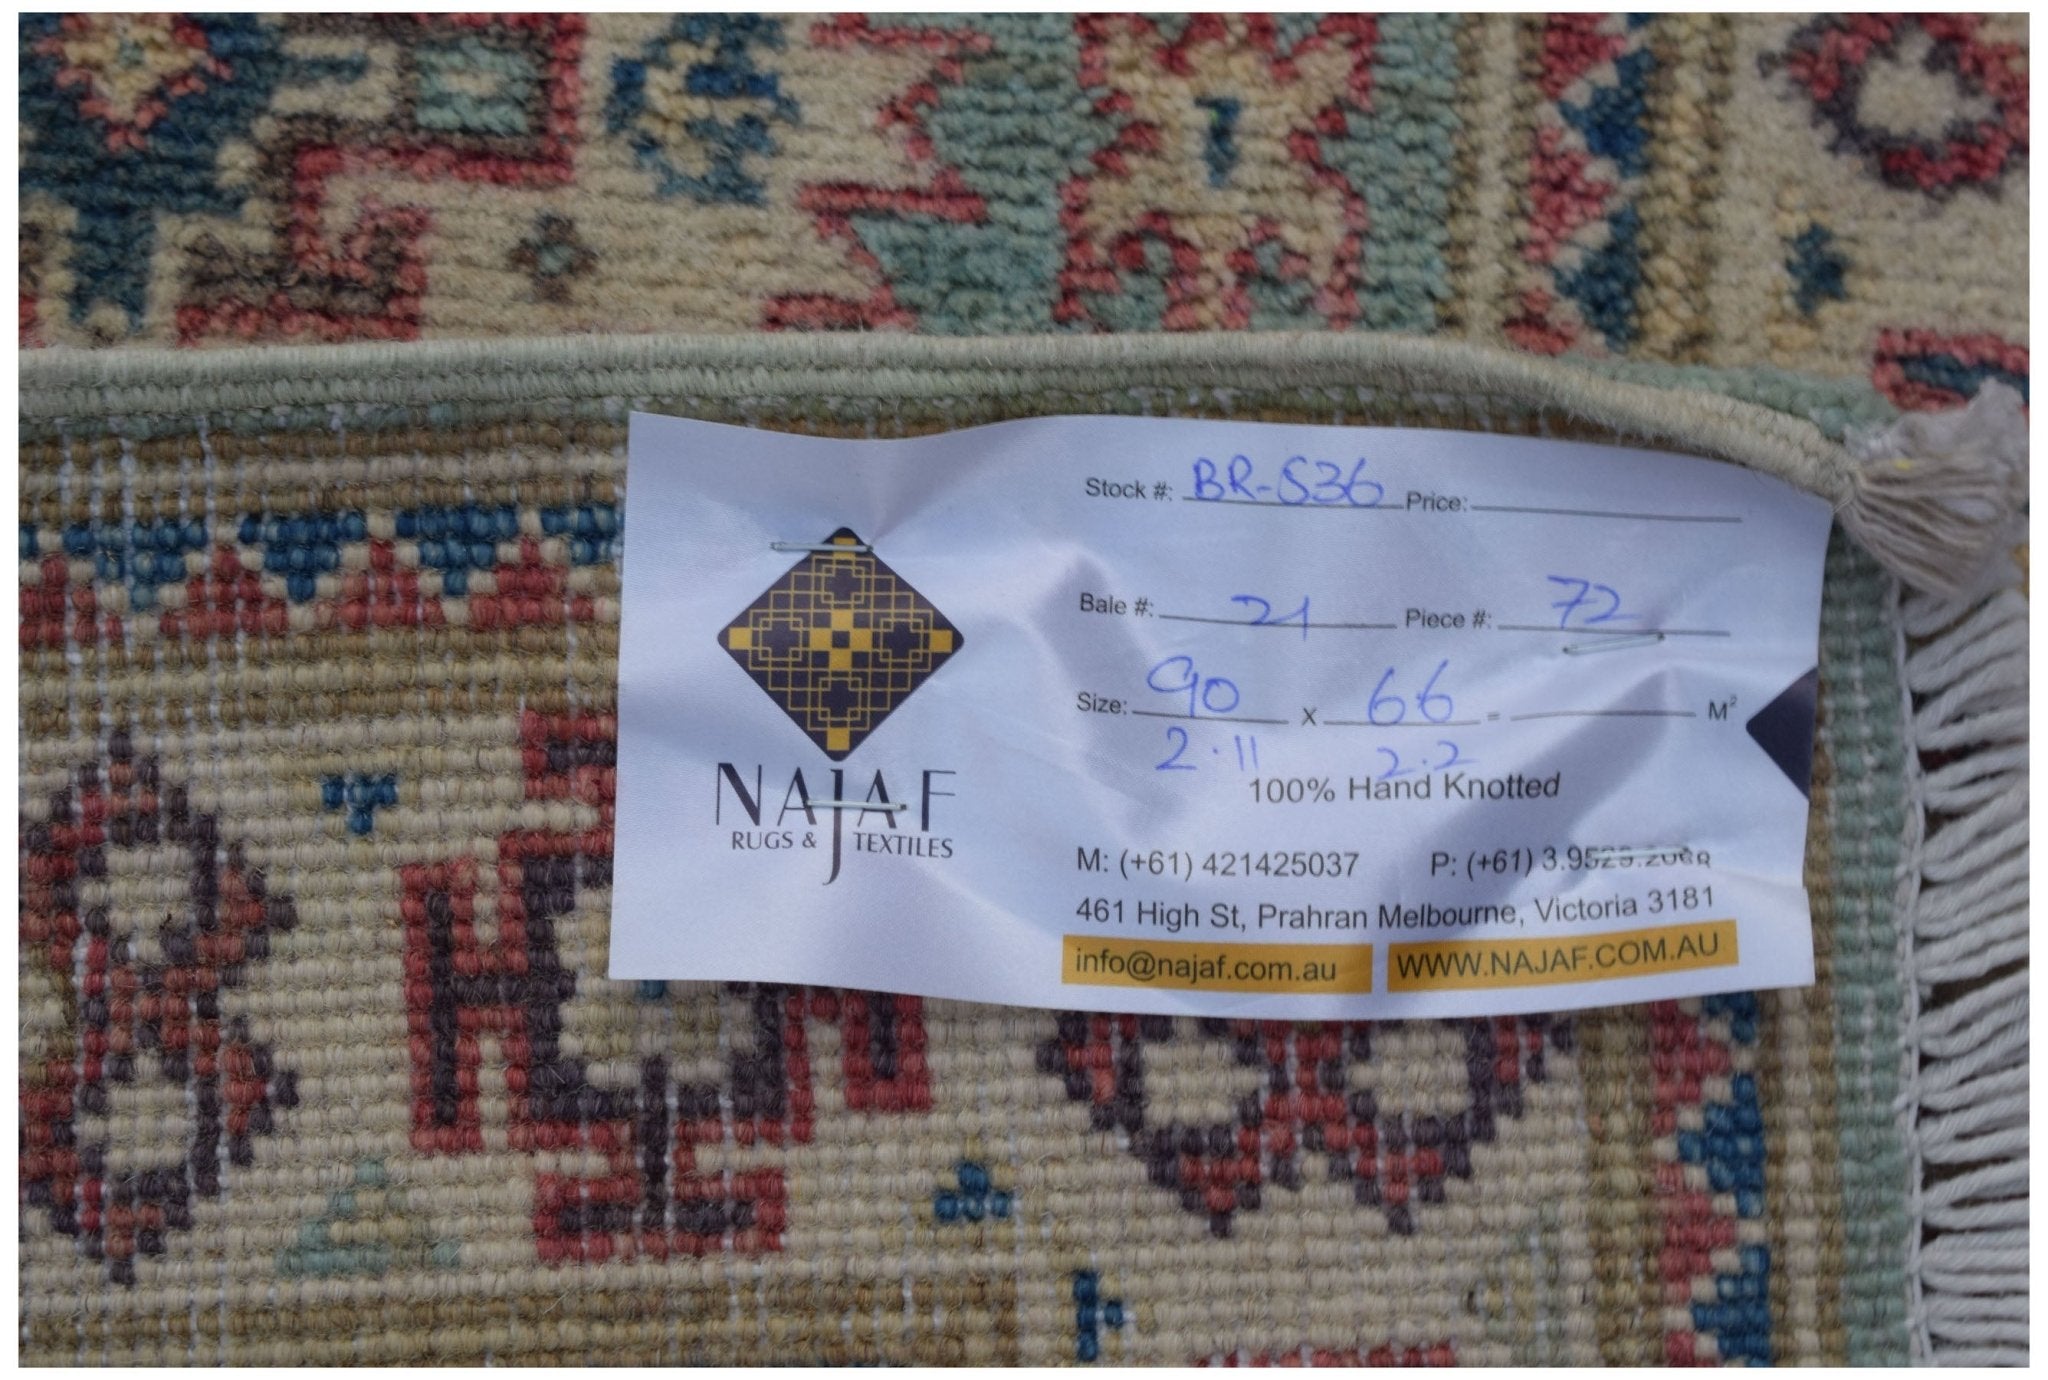 NAJAF
RUGS & TEXTILES
Stock #: BR-S36 Price:
Bale #: 21 Piece #: 72
Size: 90 x 66 = M²
2.11 2.2
100% Hand Knotted
M: (+61) 421425037 P: (+61)
461 High St, Prahran Melbourne, Victoria 3181
info@najaf.com.au WWW.NAJAF.COM.AU